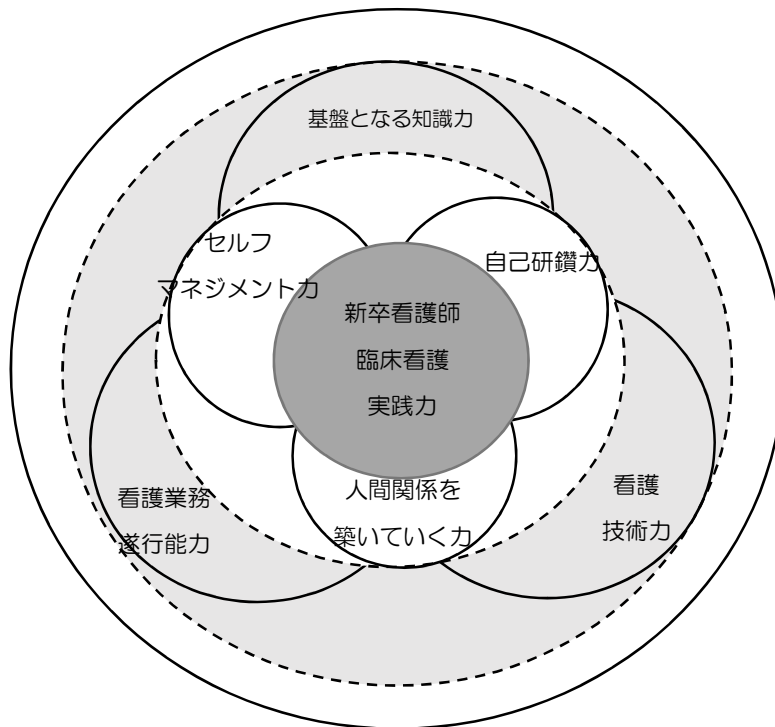 基盤となる知識力
セルフ
マネジメント力
自己研鑽力
新卒看護師
臨床看護
実践力
看護業務
遂行能力
人間関係を
築いていく力
看護
技術力